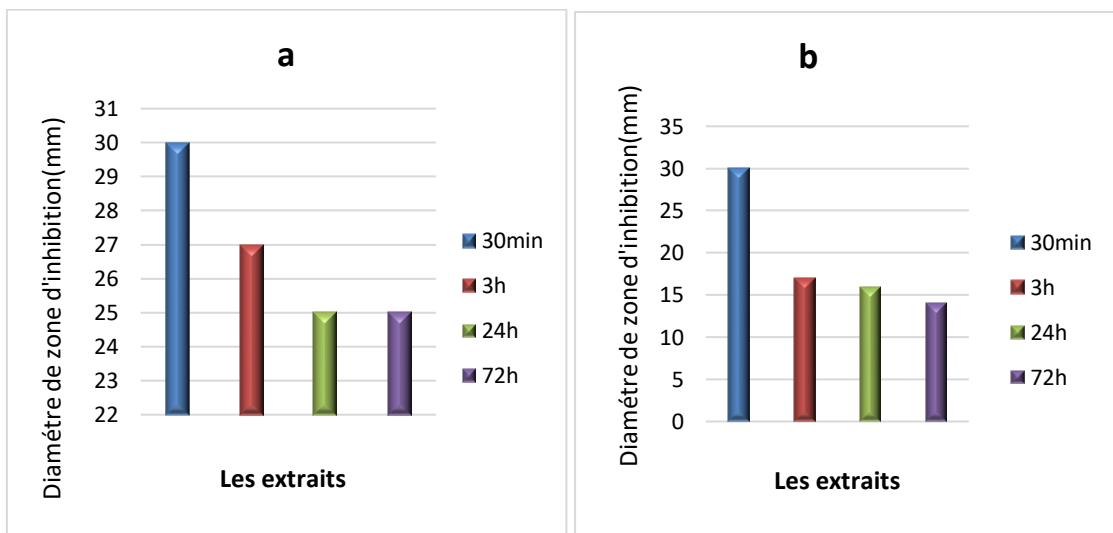 a
Diamétre de zone d'inhibition(mm)
31
30
29
28
27
26
25
24
23
22
Les extraits
30min
3h
24h
72h
b
Diamétre de zone d'inhibition(mm)
35
30
25
20
15
10
5
0
Les extraits
30min
3h
24h
72h